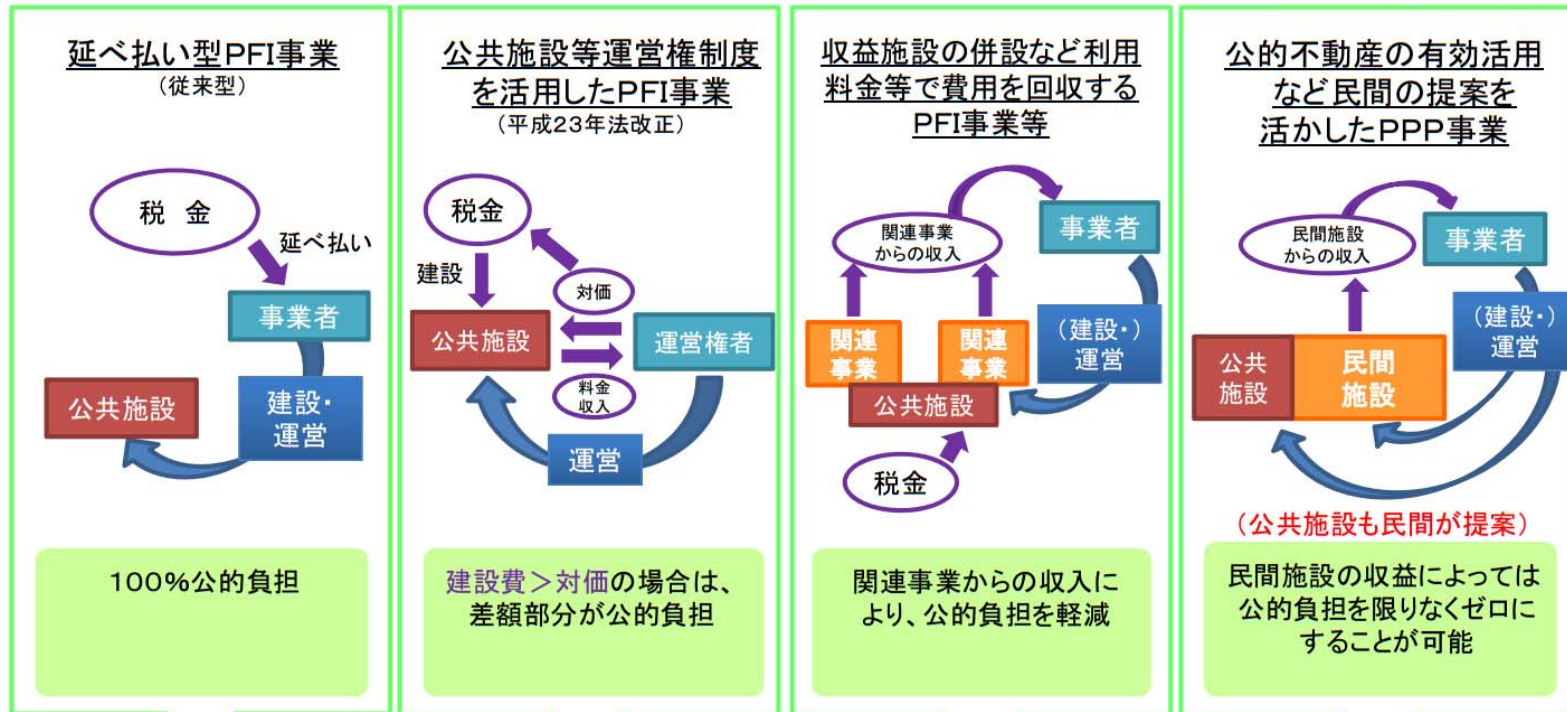 延べ払い型PFI事業
(従来型)
税 金
延べ払い
事業者
公共施設
建設・
運営
100%公的負担
公共施設等運営権制度
を活用したPFI事業
(平成23年法改正)
税金
建設
対価
公共施設
運営権者
料金
収入
運営
建設費>対価の場合は、
差額部分が公的負担
収益施設の併設など利用
料金等で費用を回収する
PFI事業等
関連事業
からの収入
事業者
関連
事業
関連
事業
(建設・)
運営
公共施設
税金
関連事業からの収入に
より、公的負担を軽減
公的不動産の有効活用
など民間の提案を
活かしたPPP事業
民間施設
からの収入
事業者
(建設・)
運営
公共
施設
民間
施設
(公共施設も民間が提案)
民間施設の収益によっては
公的負担を限りなくゼロに
することが可能